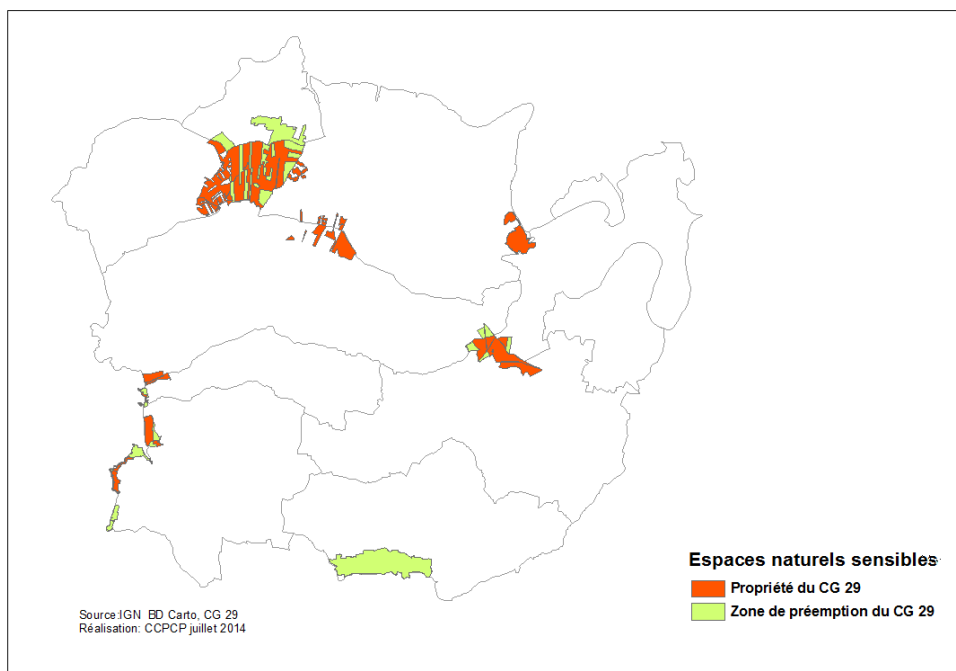 Espaces naturels sensibles
Propriété du CG 29
Zone de préemption du CG 29
Source:IGN BD Carto, CG 29
Réalisation: CCPCP juillet 2014